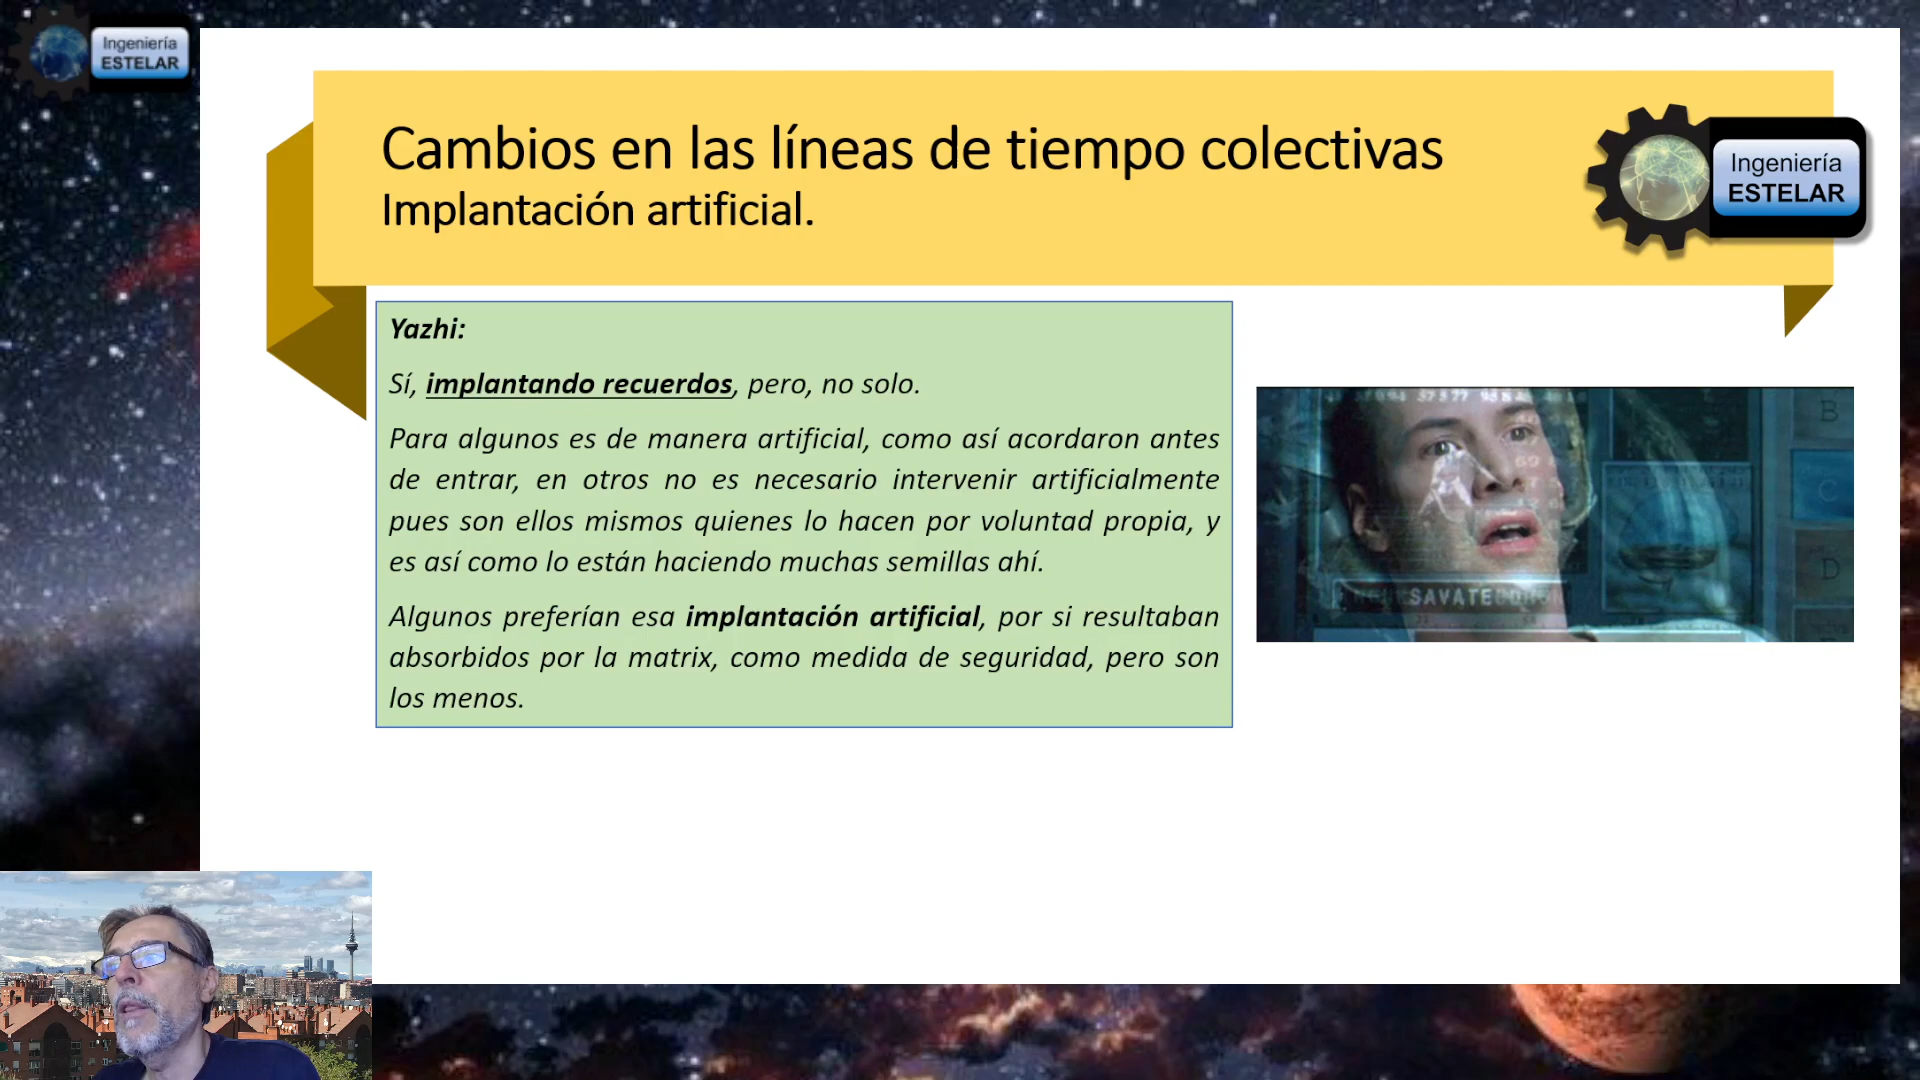 Ingeniería
ESTELAR
Cambios en las líneas de tiempo colectivas
Implantación artificial.
Ingeniería
ESTELAR
Yazhi:
Sí, implantando recuerdos, pero, no solo.
Para algunos es de manera artificial, como así acordaron antes
de entrar, en otros no es necesario intervenir artificialmente
pues son ellos mismos quienes lo hacen por voluntad propia, y
es así como lo están haciendo muchas semillas ahí.
Algunos preferían esa implantación artificial, por si resultaban
absorbidos por la matrix, como medida de seguridad, pero son
los menos.
B
C
D